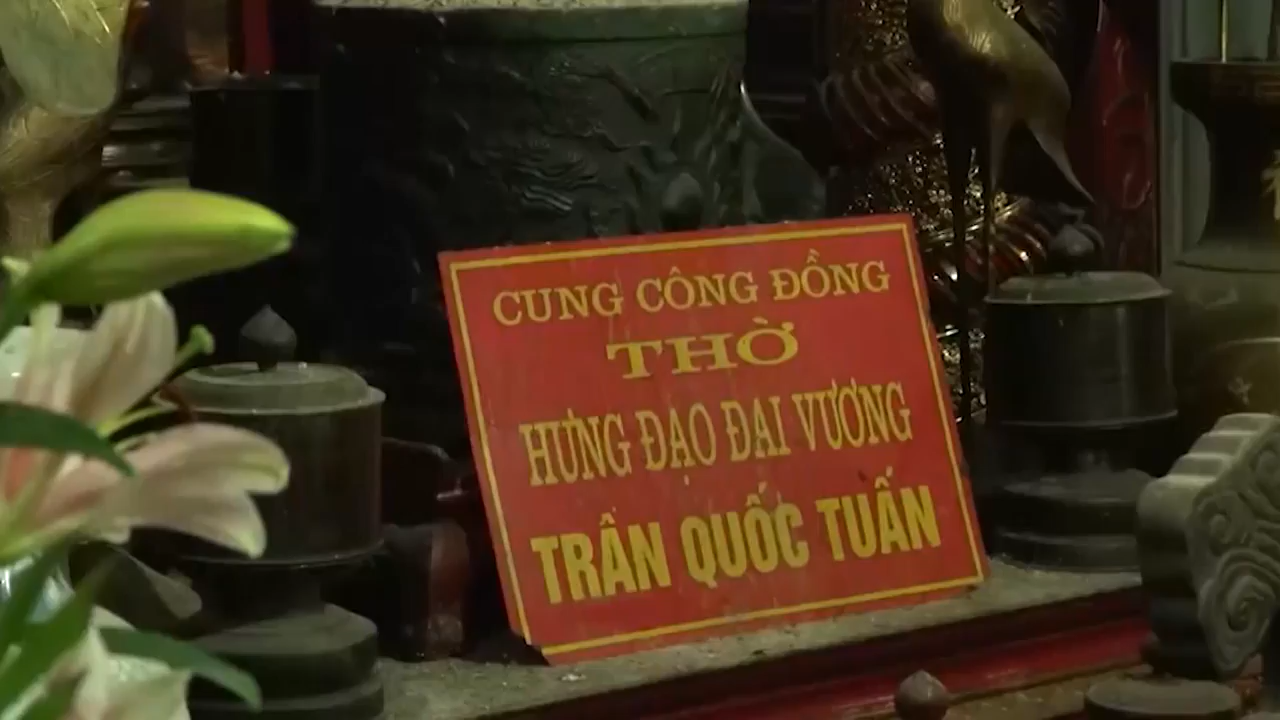 CUNG CÔNG ĐỒNG
THỜ
HƯNG ĐẠO ĐẠI VƯƠNG
TRẦN QUỐC TUẤN